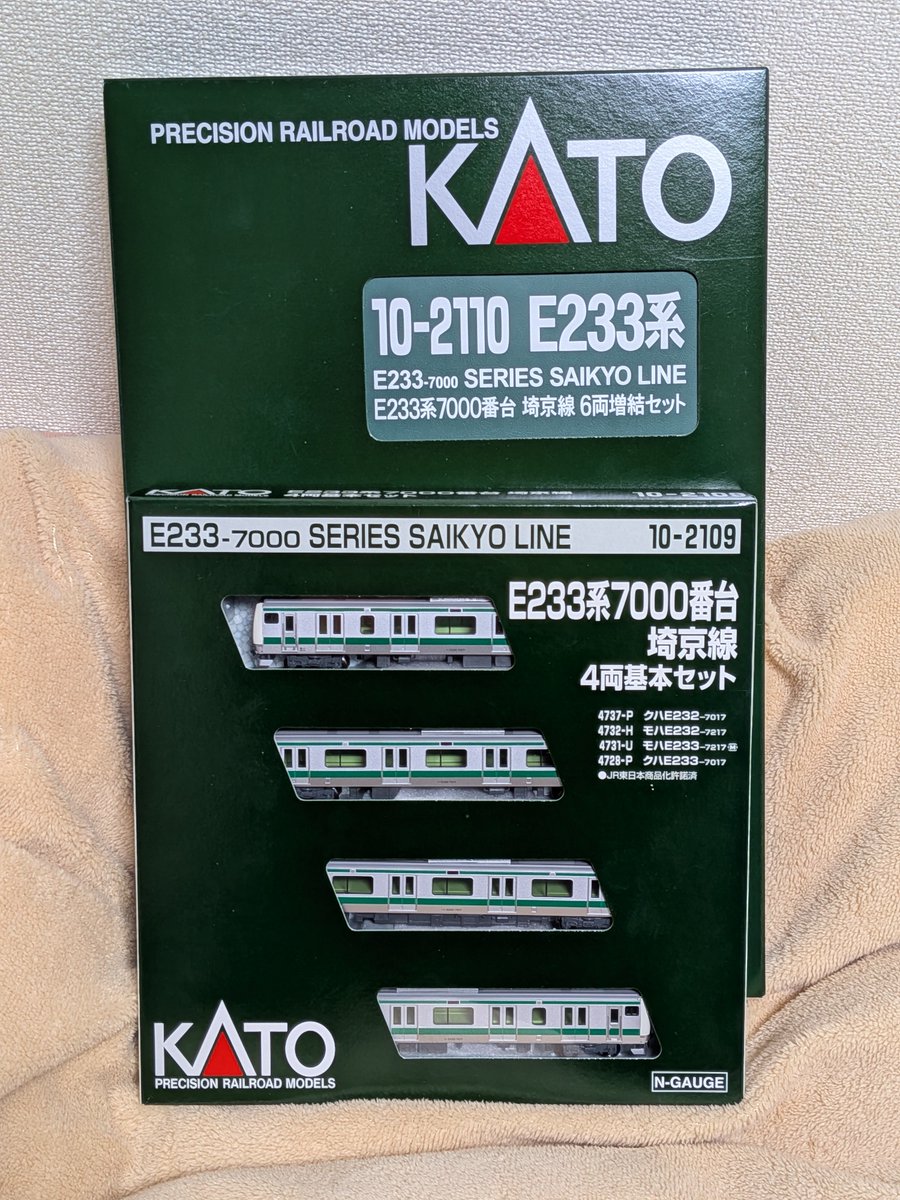 PRECISION RAILROAD MODELS
KATO
10-2110 E233系
E233-7000 SERIES SAIKYO LINE
E233系7000番台 埼京線 6両増結セット
KATO
10-2109
E233-7000 SERIES SAIKYO LINE 10-2109
E233系7000番台
埼京線
4両基本セット
4737-P クハE232-7017
4732-H モハE232-7217
4731-U モハE233-7217 M
4728-P クハE233-7017
●JR東日本商品化許諾済
KATO
PRECISION RAILROAD MODELS
N-GAUGE